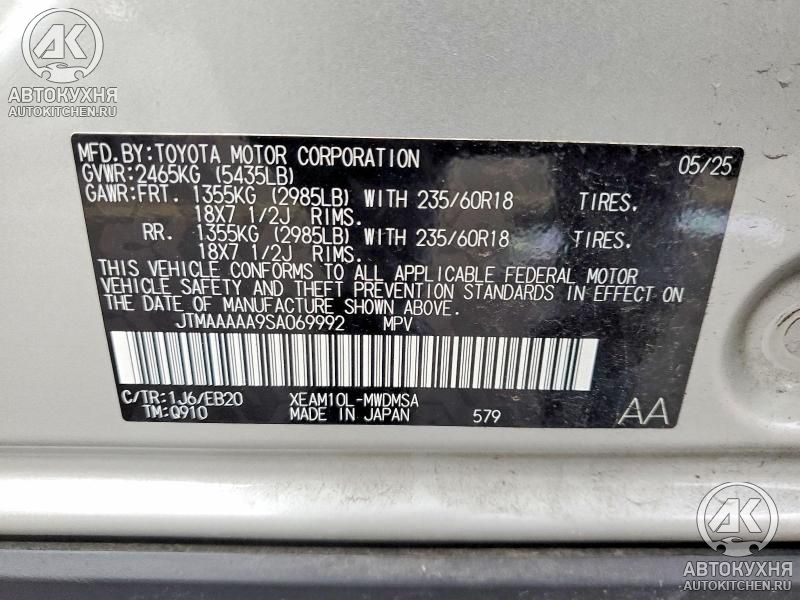 AK
АВТОКУХНЯ
AUTOKITCHEN.RU
MFD.BY:TOYOTA MOTOR CORPORATION 05/25
GVWR:2465KG (5435LB)
GAWR:FRT. 1355KG (2985LB) WITH 235/60R18 TIRES.
18X7 1/2J RIMS.
RR. 1355KG (2985LB) WITH 235/60R18 TIRES.
18X7 1/2J RIMS.
THIS VEHICLE CONFORMS TO ALL APPLICABLE FEDERAL MOTOR
VEHICLE SAFETY AND THEFT PREVENTION STANDARDS IN EFFECT ON
THE DATE OF MANUFACTURE SHOWN ABOVE.
JTMAAAAA9SA069992 MPV
C/TR:1J6/EB20 XEAM10L-MWDMSA
TM:Q910 MADE IN JAPAN 579 AA
AK
АВТОКУХНЯ
AUTOKITCHEN.RU